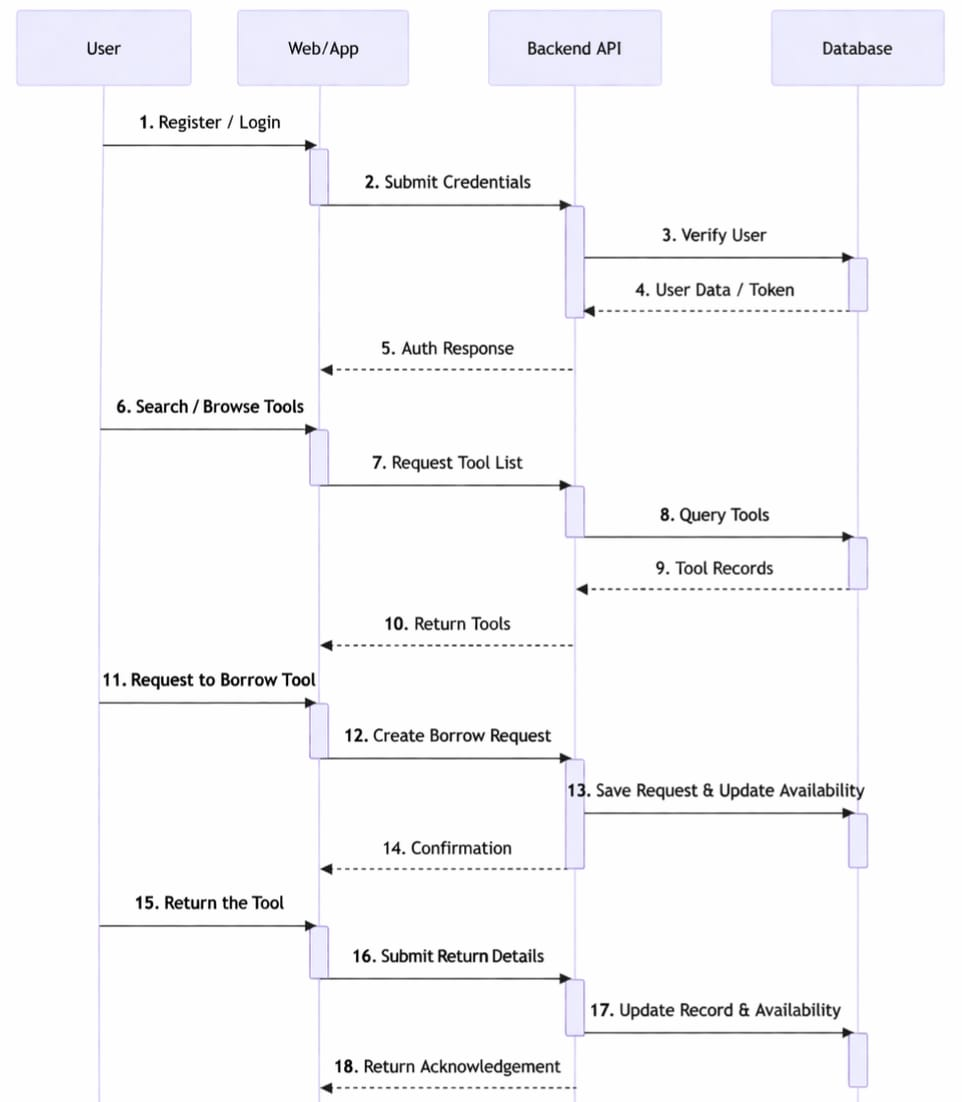 User
Web/App
Backend API
Database
1. Register / Login
2. Submit Credentials
3. Verify User
4. User Data / Token
5. Auth Response
6. Search / Browse Tools
7. Request Tool List
8. Query Tools
9. Tool Records
10. Return Tools
11. Request to Borrow Tool
12. Create Borrow Request
13. Save Request & Update Availability
14. Confirmation
15. Return the Tool
16. Submit Return Details
17. Update Record & Availability
18. Return Acknowledgement